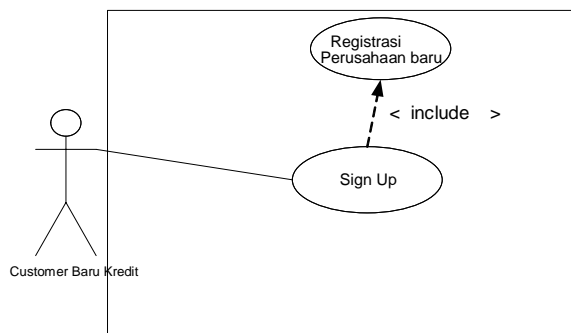 Registrasi
Perusahaan baru
< include >
Sign Up
Customer Baru Kredit